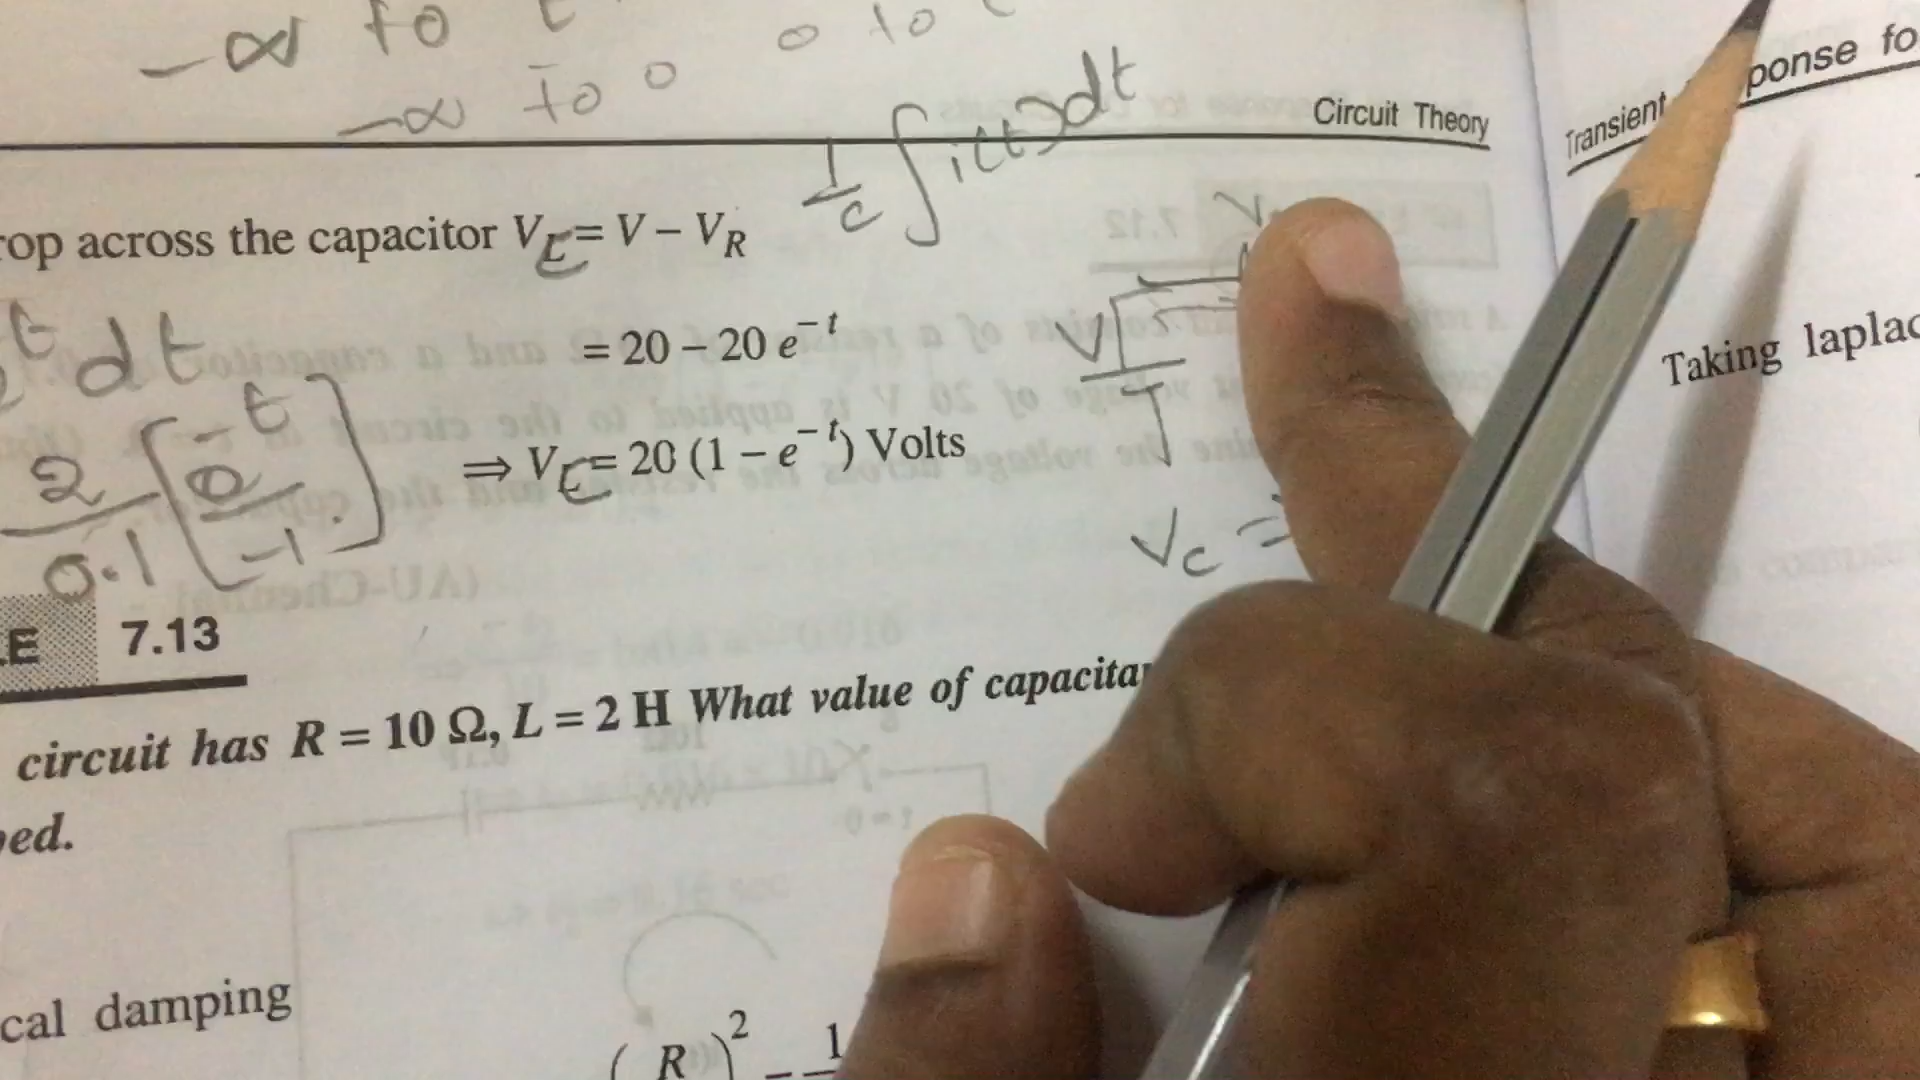 -∞ to t
-∞ to 0 0 to t
1/c ∫ i(t) dt
Circuit Theory
rop across the capacitor V_C = V – V_R
= 20 – 20 e^{–t}
t dt
⇒ V_C = 20 (1 – e^{–t}) Volts
2/0.1 [e^{-t}/-1]
V
V_C =
LE 7.13
circuit has R = 10 Ω, L = 2 H What value of capacita
ped.
cal damping
( R )^2 – 1
Transient ponse fo
Taking laplac